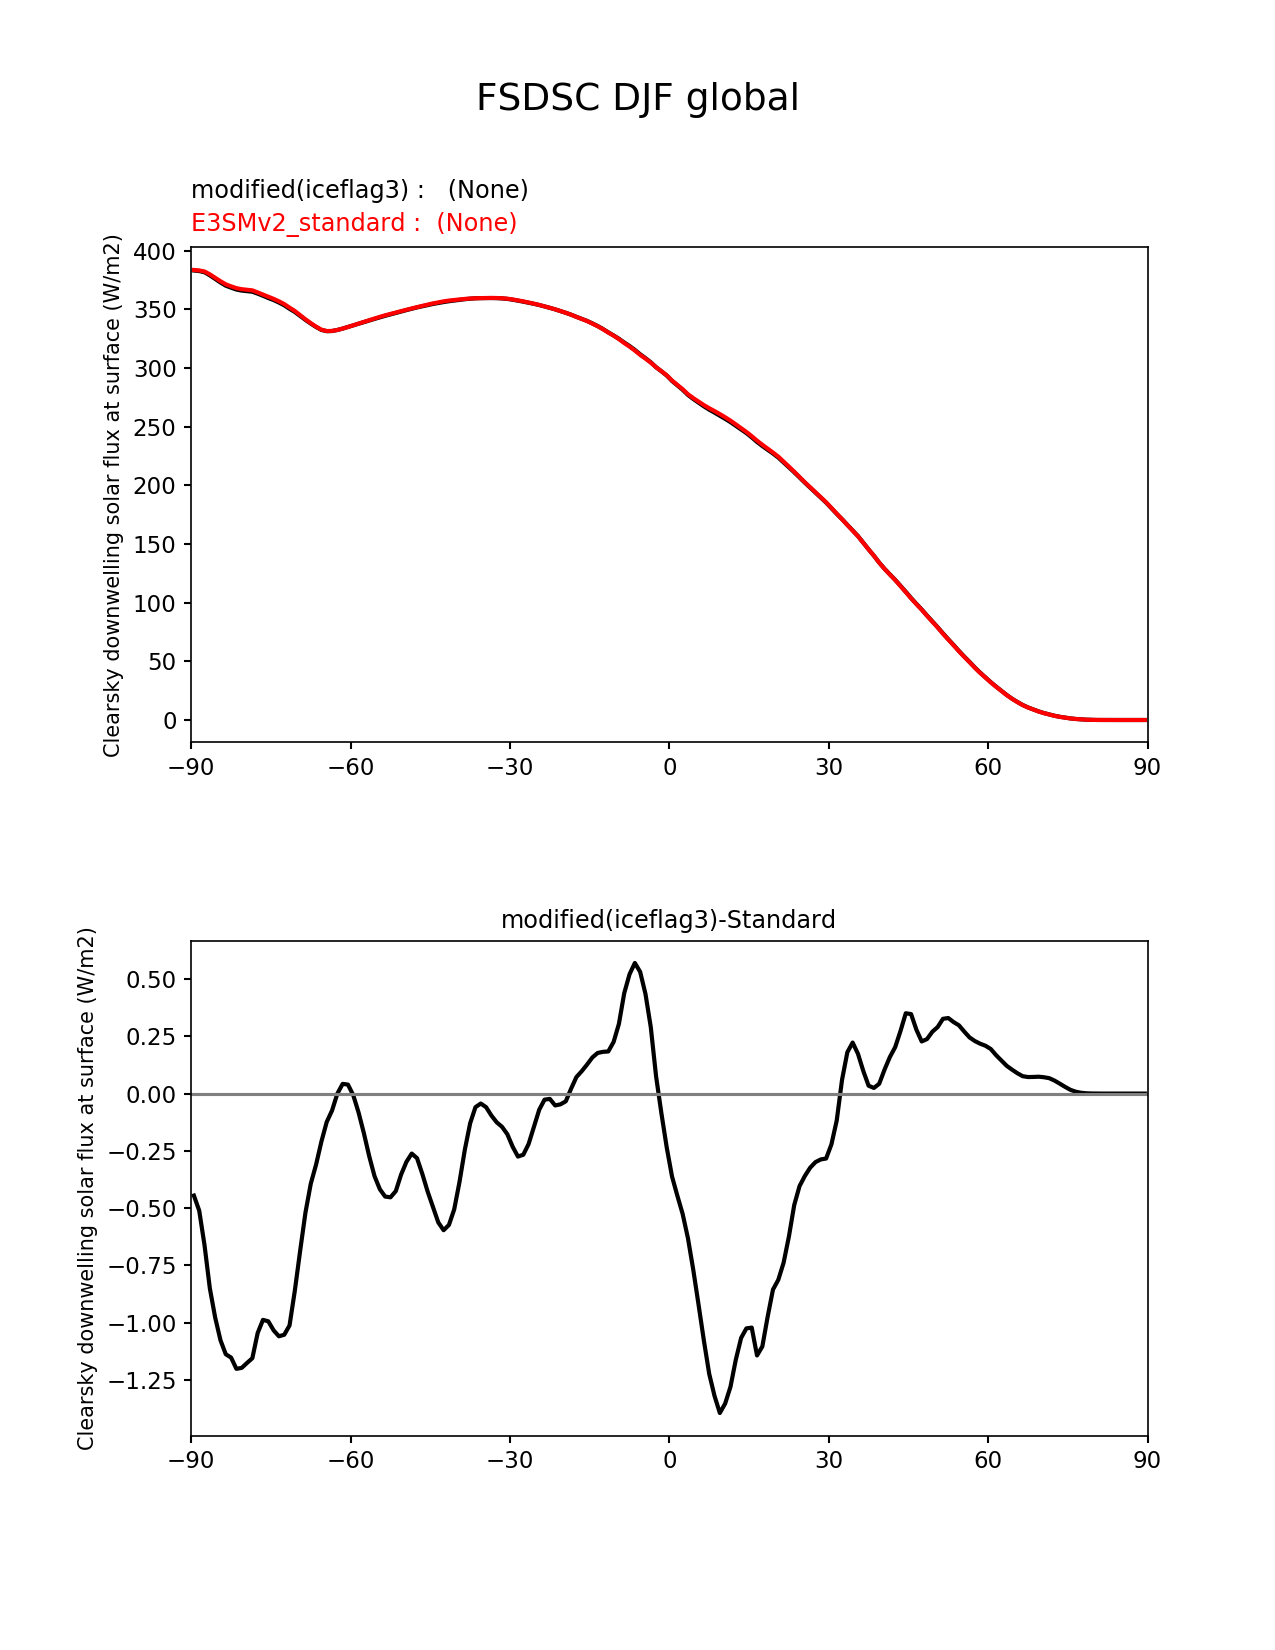 FSDSC DJF global
modified(iceflag3) :   (None)
E3SMv2_standard :  (None)
Clearsky downwelling solar flux at surface (W/m2)
400
350
300
250
200
150
100
50
0
−90 −60 −30 0 30 60 90
modified(iceflag3)-Standard
Clearsky downwelling solar flux at surface (W/m2)
0.50
0.25
0.00
−0.25
−0.50
−0.75
−1.00
−1.25
−90 −60 −30 0 30 60 90